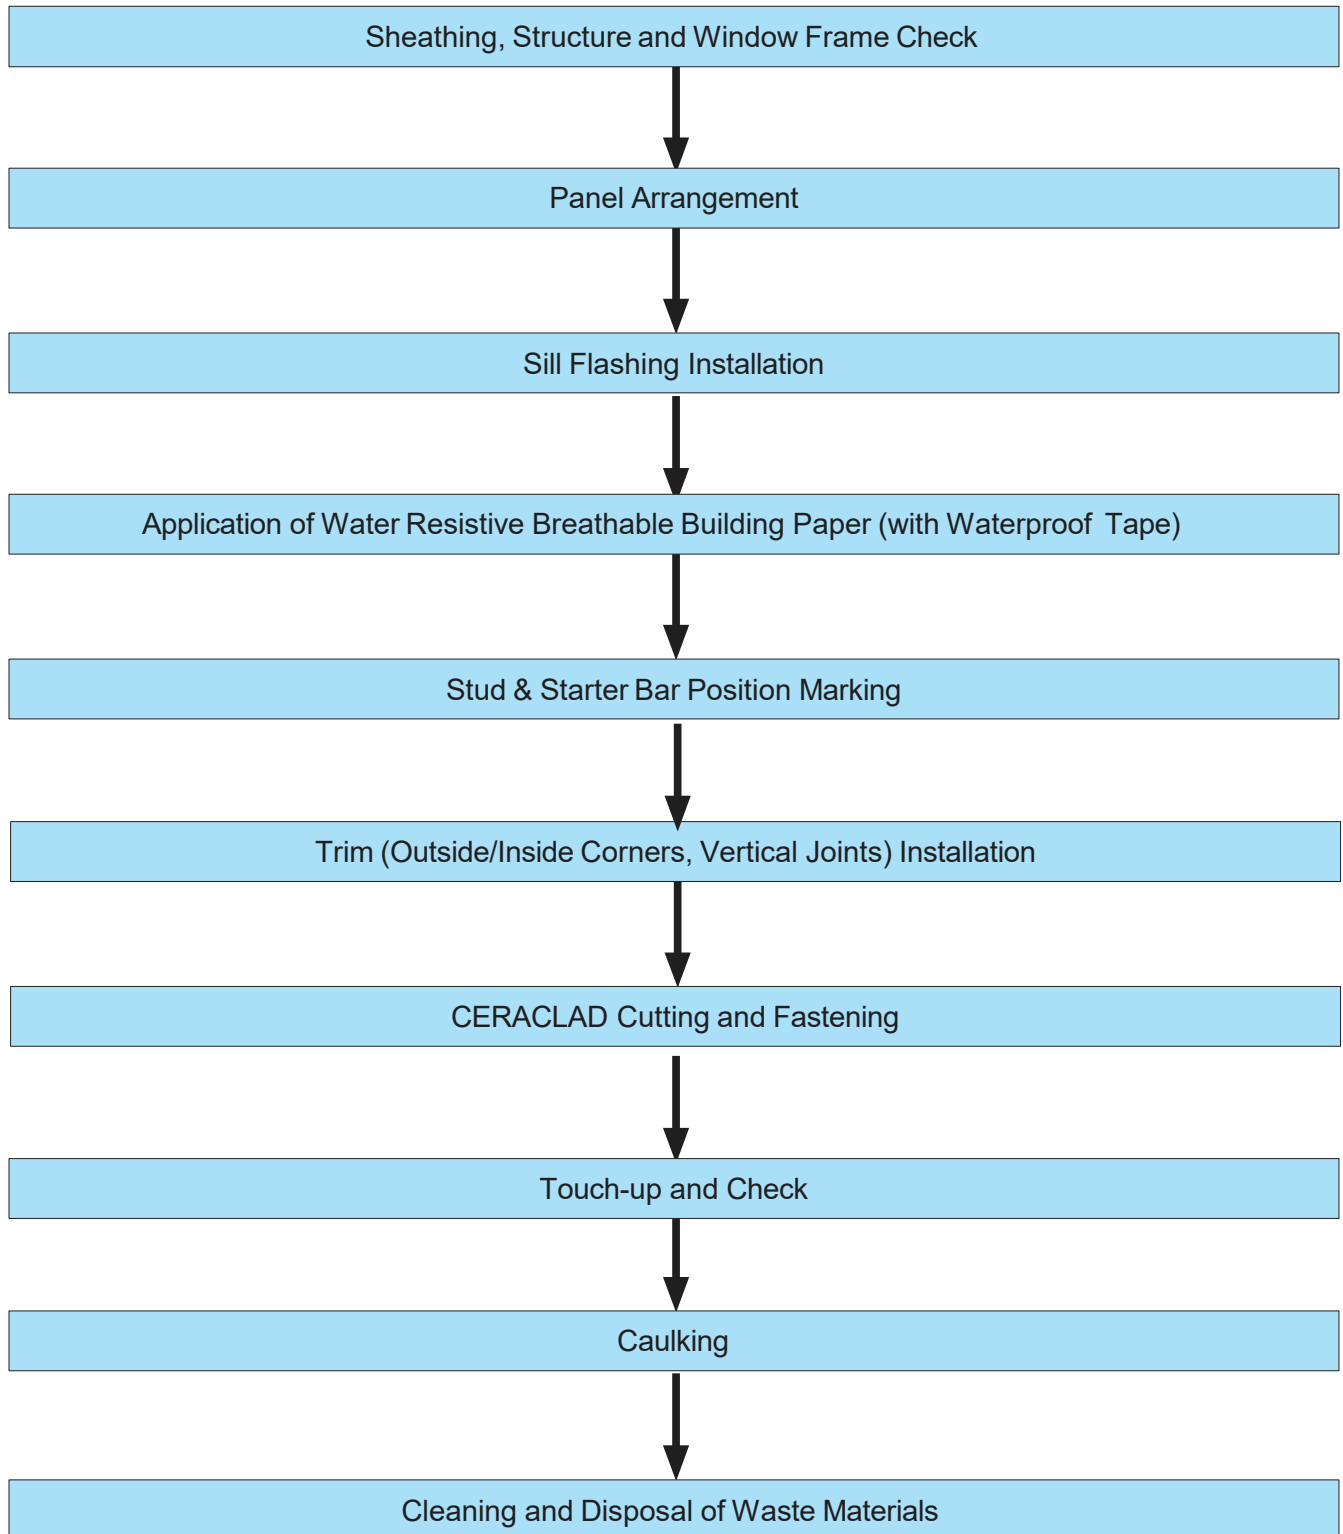 Sheathing, Structure and Window Frame Check
Panel Arrangement
Sill Flashing Installation
Application of Water Resistive Breathable Building Paper (with Waterproof Tape)
Stud & Starter Bar Position Marking
Trim (Outside/Inside Corners, Vertical Joints) Installation
CERACLAD Cutting and Fastening
Touch-up and Check
Caulking
Cleaning and Disposal of Waste Materials